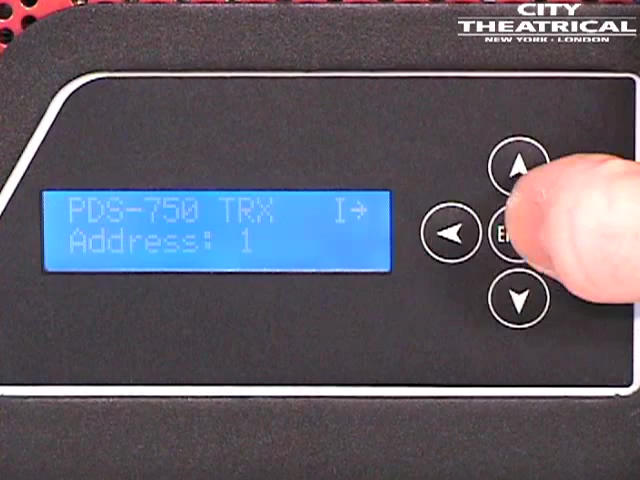 CITY
THEATRICAL
NEW YORK • LONDON
PDS-750 TRX I→
Address: 1